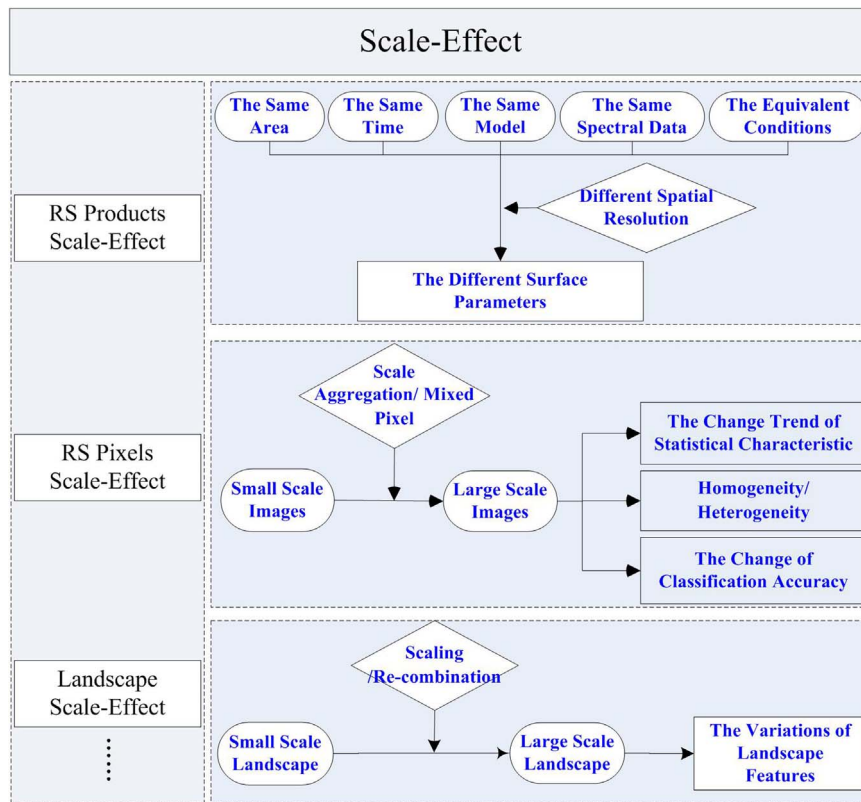 Scale-Effect
RS Products
Scale-Effect
The Same
Area
The Same
Time
The Same
Model
The Same
Spectral Data
The Equivalent
Conditions
Different Spatial
Resolution
The Different Surface
Parameters
RS Pixels
Scale-Effect
Scale
Aggregation/ Mixed
Pixel
Small Scale
Images
Large Scale
Images
The Change Trend of
Statistical Characteristic
Homogeneity/
Heterogeneity
The Change of
Classification Accuracy
Landscape
Scale-Effect
Scaling
/Re-combination
Small Scale
Landscape
Large Scale
Landscape
The Variations of
Landscape
Features